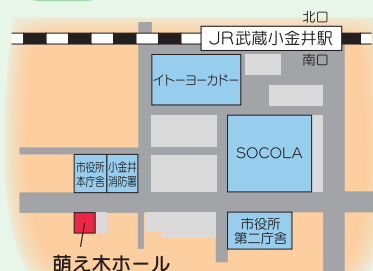 北口
JR武蔵小金井駅
南口
イトーヨーカドー
SOCOLA
市役所
本庁舎
小金井
消防署
市役所
第二庁舎
萌え木ホール